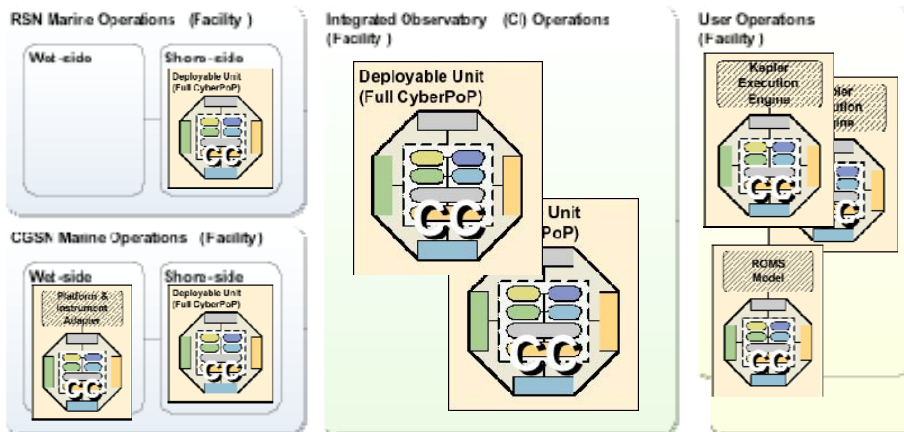 RSN Marine Operations (Facility )
Wet-side
Shore-side
Deployable Unit
(Full CyberPoP)
CC
CGSN Marine Operations (Facility)
Wet-side
Platform &
Instrument
Adapter
CC
Shore-side
Deployable Unit
(Full CyberPoP)
CC
Integrated Observatory (CI) Operations
(Facility )
Deployable Unit
(Full CyberPoP)
CC
Unit
PoP)
CC
User Operations
(Facility )
Kepler
Execution
Engine
CC
CC
ROMS
Model
CC